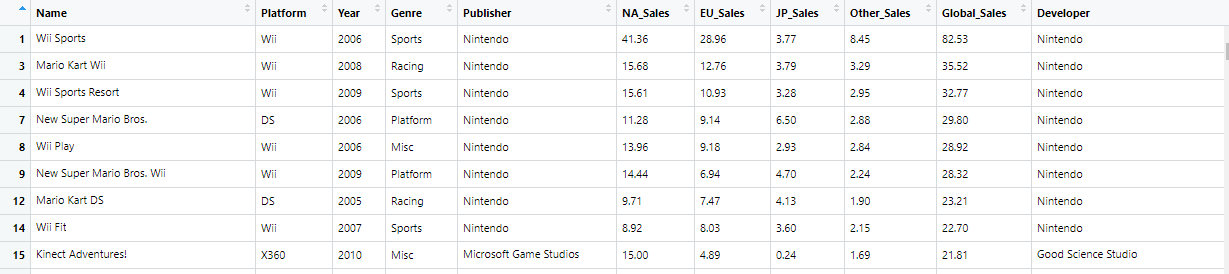 Name Platform Year Genre Publisher NA_Sales EU_Sales JP_Sales Other_Sales Global_Sales Developer
1 Wii Sports Wii 2006 Sports Nintendo 41.36 28.96 3.77 8.45 82.53 Nintendo
3 Mario Kart Wii Wii 2008 Racing Nintendo 15.68 12.76 3.79 3.29 35.52 Nintendo
4 Wii Sports Resort Wii 2009 Sports Nintendo 15.61 10.93 3.28 2.95 32.77 Nintendo
7 New Super Mario Bros. DS 2006 Platform Nintendo 11.28 9.14 6.50 2.88 29.80 Nintendo
8 Wii Play Wii 2006 Misc Nintendo 13.96 9.18 2.93 2.84 28.92 Nintendo
9 New Super Mario Bros. Wii Wii 2009 Platform Nintendo 14.44 6.94 4.70 2.24 28.32 Nintendo
12 Mario Kart DS DS 2005 Racing Nintendo 9.71 7.47 4.13 1.90 23.21 Nintendo
14 Wii Fit Wii 2007 Sports Nintendo 8.92 8.03 3.60 2.15 22.70 Nintendo
15 Kinect Adventures! X360 2010 Misc Microsoft Game Studios 15.00 4.89 0.24 1.69 21.81 Good Science Studio